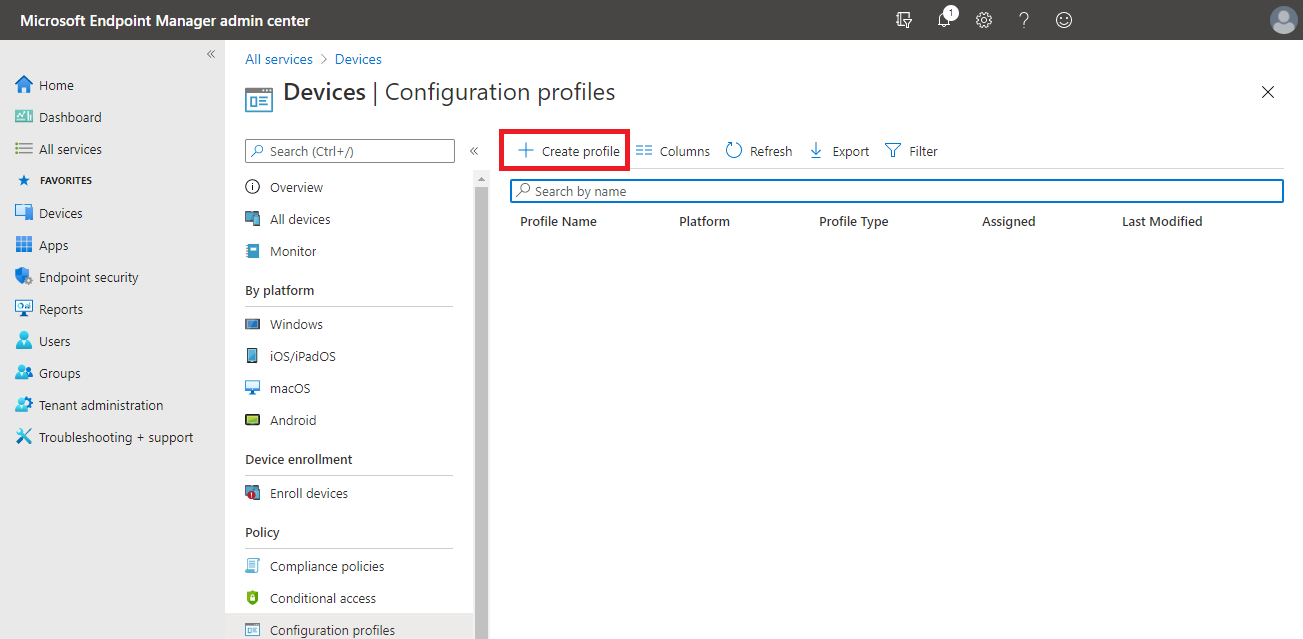 Microsoft Endpoint Manager admin center
1
«
Home
Dashboard
All services
FAVORITES
Devices
Apps
Endpoint security
Reports
Users
Groups
Tenant administration
Troubleshooting + support
All services > Devices
Devices | Configuration profiles
Search (Ctrl+/)
«
Overview
All devices
Monitor
By platform
Windows
iOS/iPadOS
macOS
Android
Device enrollment
Enroll devices
Policy
Compliance policies
Conditional access
Configuration profiles
Create profile Columns Refresh Export Filter
Search by name
Profile Name Platform Profile Type Assigned Last Modified